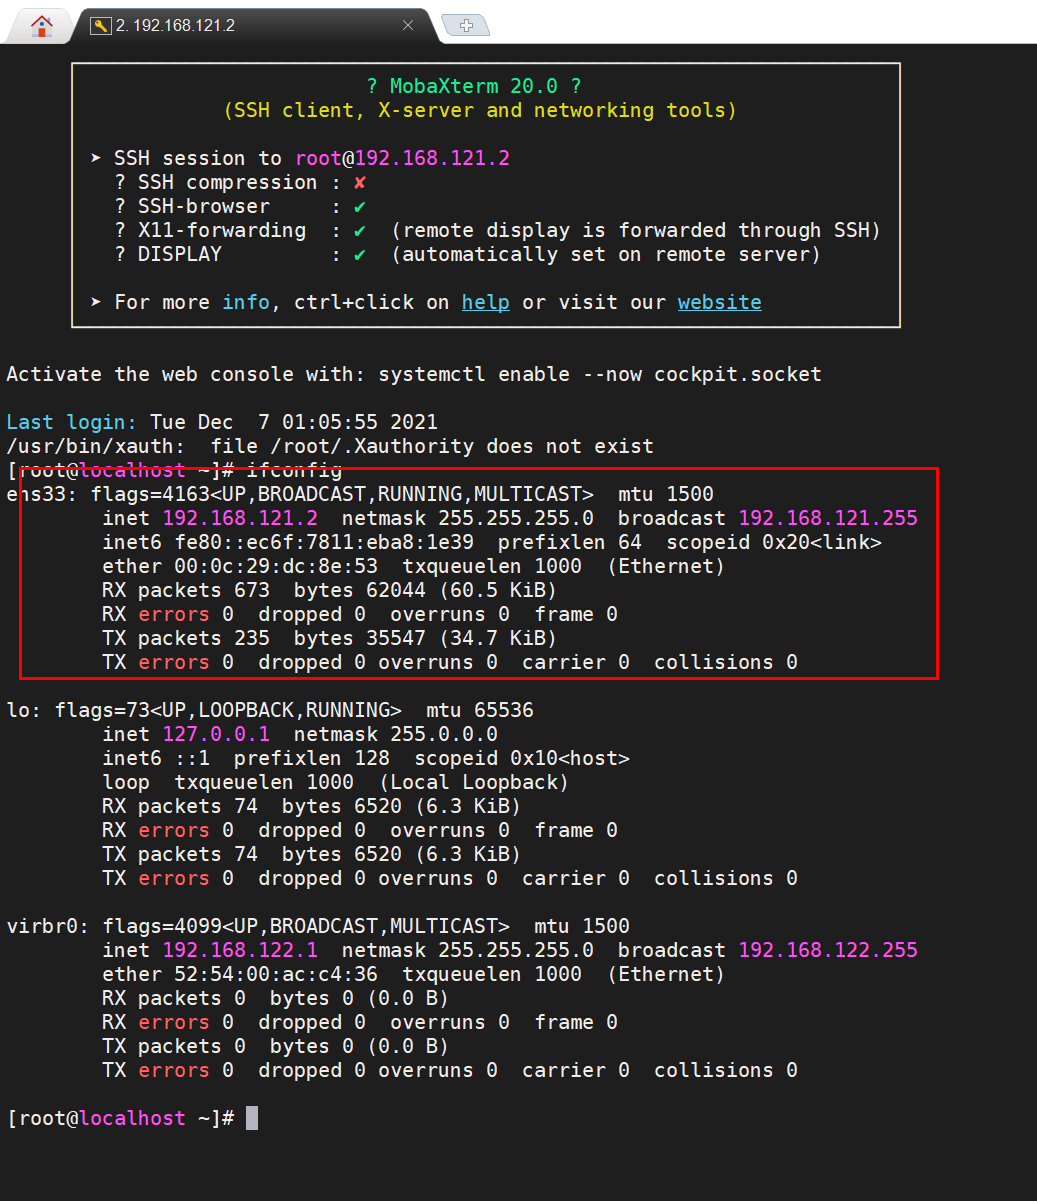 2. 192.168.121.2
? MobaXterm 20.0 ?
(SSH client, X-server and networking tools)
➤ SSH session to root@192.168.121.2
? SSH compression : ✘
? SSH-browser     : ✔
? X11-forwarding  : ✔  (remote display is forwarded through SSH)
? DISPLAY         : ✔  (automatically set on remote server)
➤ For more info, ctrl+click on help or visit our website
Activate the web console with: systemctl enable --now cockpit.socket
Last login: Tue Dec  7 01:05:55 2021
/usr/bin/xauth:  file /root/.Xauthority does not exist
[root@localhost ~]# ifconfig
ens33: flags=4163<UP,BROADCAST,RUNNING,MULTICAST>  mtu 1500
inet 192.168.121.2  netmask 255.255.255.0  broadcast 192.168.121.255
inet6 fe80::ec6f:7811:eba8:1e39  prefixlen 64  scopeid 0x20<link>
ether 00:0c:29:dc:8e:53  txqueuelen 1000  (Ethernet)
RX packets 673  bytes 62044 (60.5 KiB)
RX errors 0  dropped 0  overruns 0  frame 0
TX packets 235  bytes 35547 (34.7 KiB)
TX errors 0  dropped 0 overruns 0  carrier 0  collisions 0
lo: flags=73<UP,LOOPBACK,RUNNING>  mtu 65536
inet 127.0.0.1  netmask 255.0.0.0
inet6 ::1  prefixlen 128  scopeid 0x10<host>
loop  txqueuelen 1000  (Local Loopback)
RX packets 74  bytes 6520 (6.3 KiB)
RX errors 0  dropped 0  overruns 0  frame 0
TX packets 74  bytes 6520 (6.3 KiB)
TX errors 0  dropped 0 overruns 0  carrier 0  collisions 0
virbr0: flags=4099<UP,BROADCAST,MULTICAST>  mtu 1500
inet 192.168.122.1  netmask 255.255.255.0  broadcast 192.168.122.255
ether 52:54:00:ac:c4:36  txqueuelen 1000  (Ethernet)
RX packets 0  bytes 0 (0.0 B)
RX errors 0  dropped 0  overruns 0  frame 0
TX packets 0  bytes 0 (0.0 B)
TX errors 0  dropped 0 overruns 0  carrier 0  collisions 0
[root@localhost ~]#